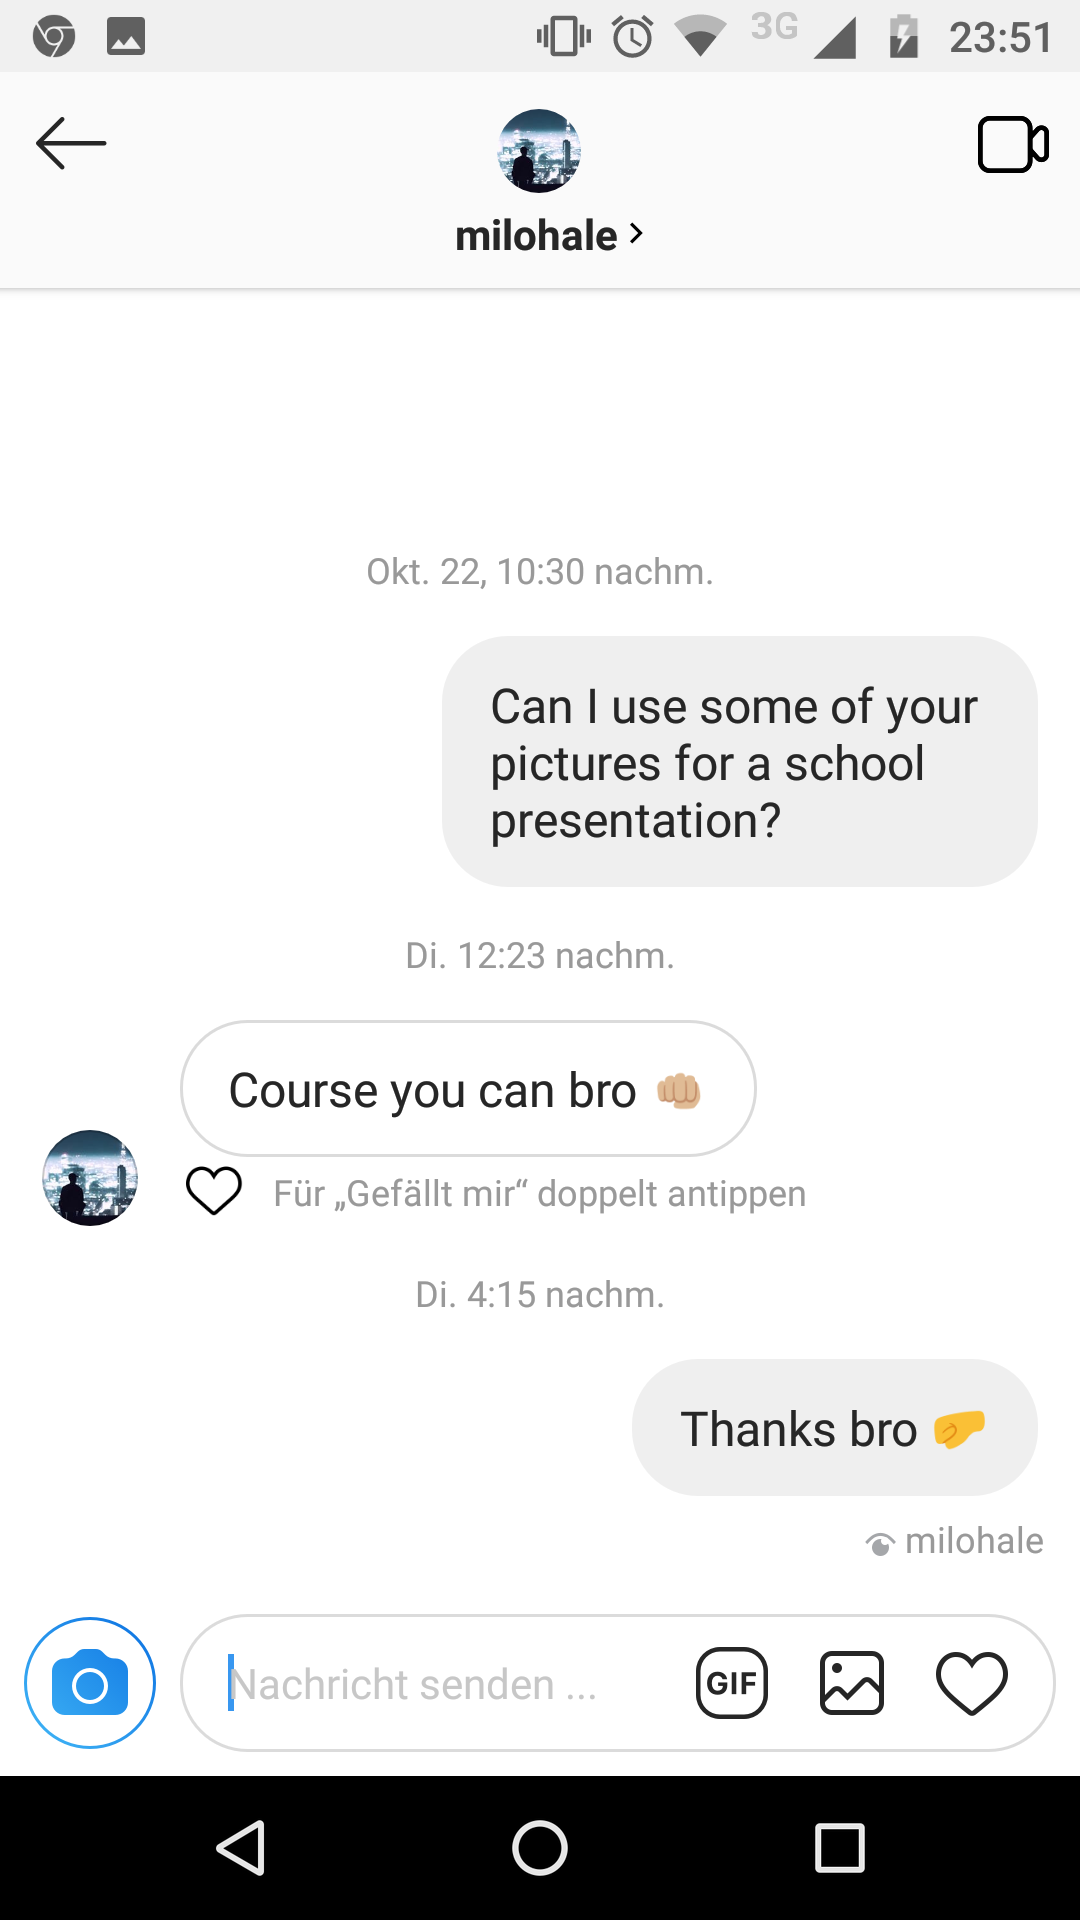 3G 23:51
milohale
Okt. 22, 10:30 nachm.
Can I use some of your
pictures for a school
presentation?
Di. 12:23 nachm.
Course you can bro 👊🏼
Für „Gefällt mir“ doppelt antippen
Di. 4:15 nachm.
Thanks bro 🤛
milohale
Nachricht senden ...
GIF